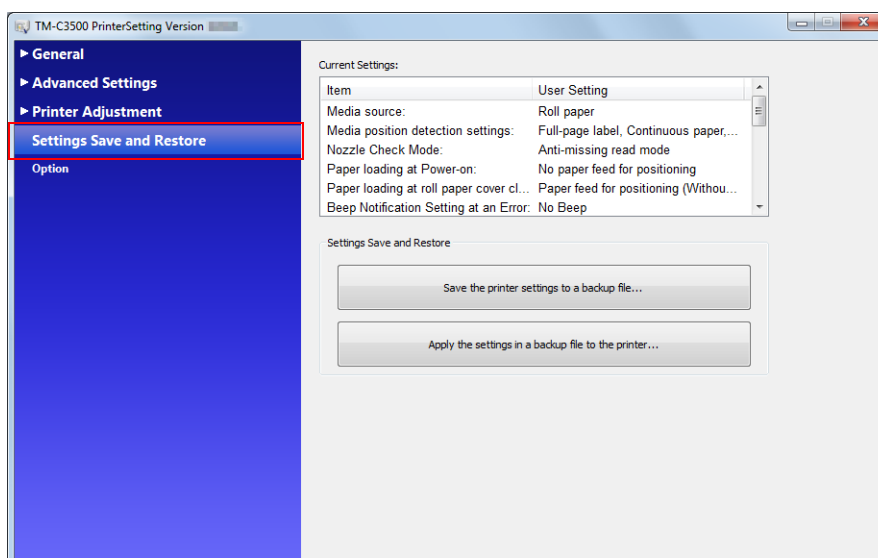 TM-C3500 PrinterSetting Version
General
Advanced Settings
Printer Adjustment
Settings Save and Restore
Option
Current Settings:
Item User Setting
Media source: Roll paper
Media position detection settings: Full-page label, Continuous paper,...
Nozzle Check Mode: Anti-missing read mode
Paper loading at Power-on: No paper feed for positioning
Paper loading at roll paper cover cl... Paper feed for positioning (Withou...
Beep Notification Setting at an Error: No Beep
Settings Save and Restore
Save the printer settings to a backup file...
Apply the settings in a backup file to the printer...